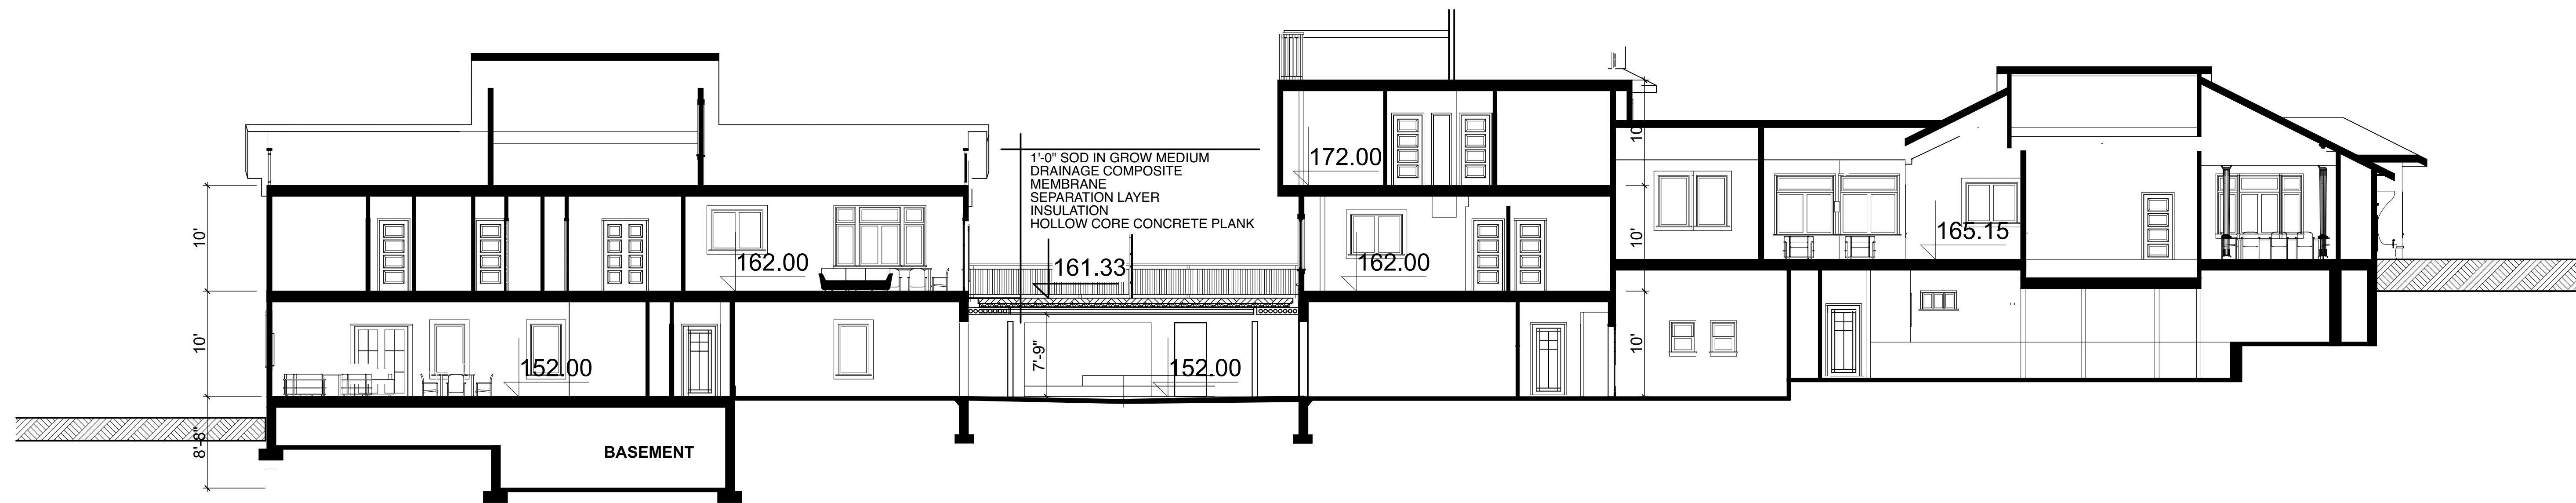 1'-0" SOD IN GROW MEDIUM
DRAINAGE COMPOSITE
MEMBRANE
SEPARATION LAYER
INSULATION
HOLLOW CORE CONCRETE PLANK
172.00
10'
10'
162.00
161.33
162.00
10'
165.15
10'
152.00
7'-9"
152.00
10'
8'-8"
BASEMENT